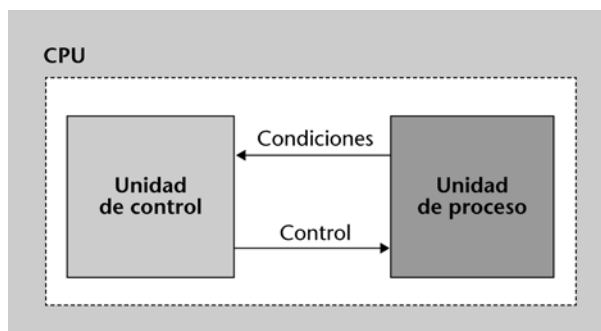 CPU
Condiciones
Unidad
de control
Unidad
de proceso
Control